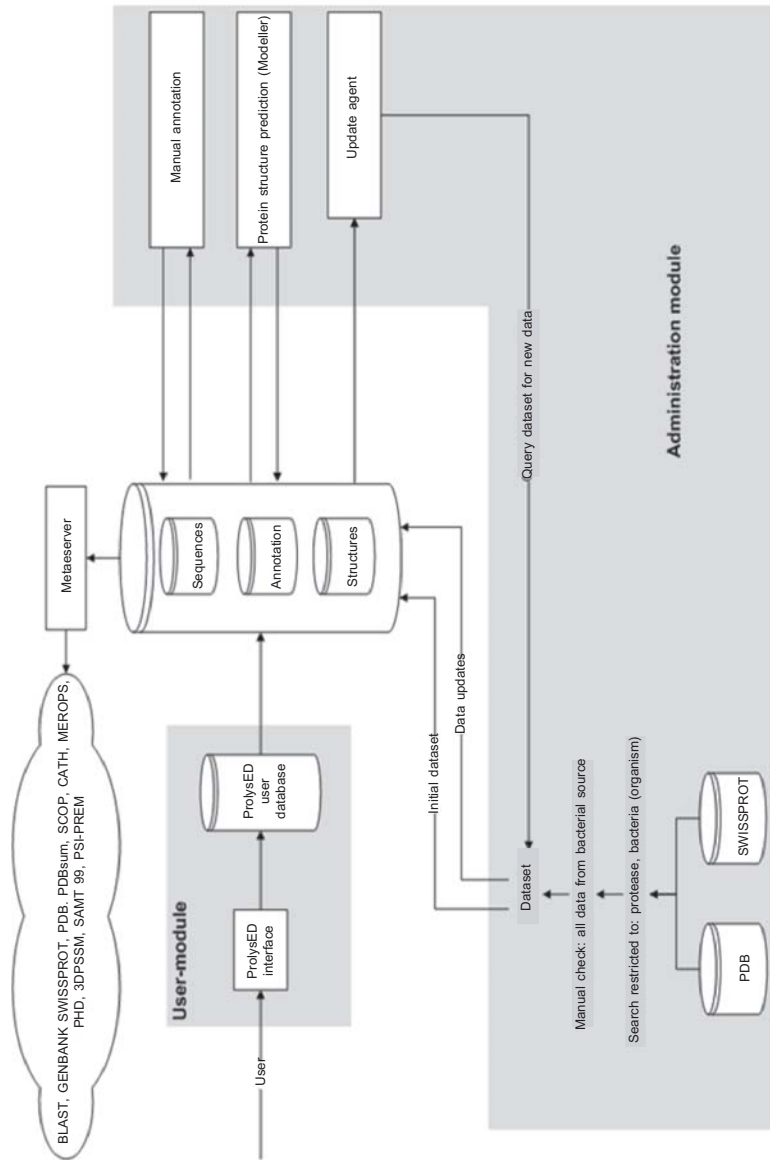 BLAST, GENBANK SWISSPROT, PDB. PDBsum, SCOP, CATH, MEROPS,
PHD, 3DPSSM, SAMT 99, PSI-PREM
Metaeserver
User-module
User
ProlysED
interface
ProlysED
user
database
Sequences
Annotation
Structures
Manual annotation
Protein structure prediction (Modeller)
Update agent
Initial dataset
Data updates
Query dataset for new data
Dataset
Manual check: all data from bacterial source
Search restricted to: protease, bacteria (organism)
PDB
SWISSPROT
Administration module